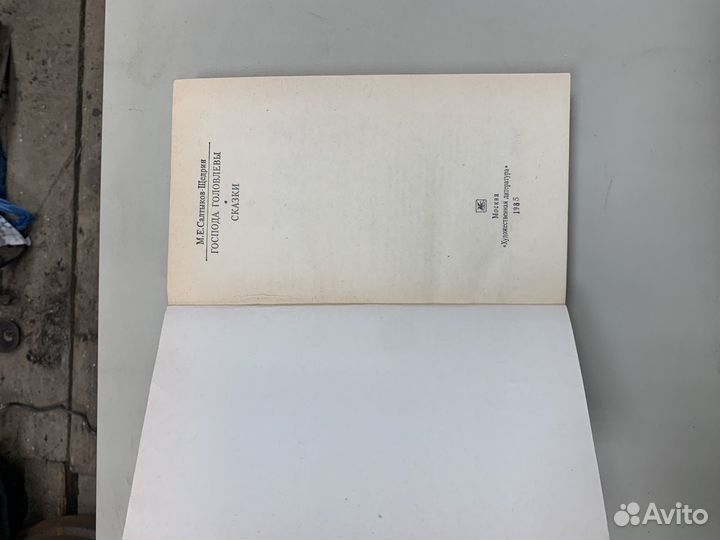 М.Е.Салтыков-Щедрин
ГОСПОДА ГОЛОВЛЕВЫ
*
СКАЗКИ
Москва
«Художественная литература»
1985
Avito